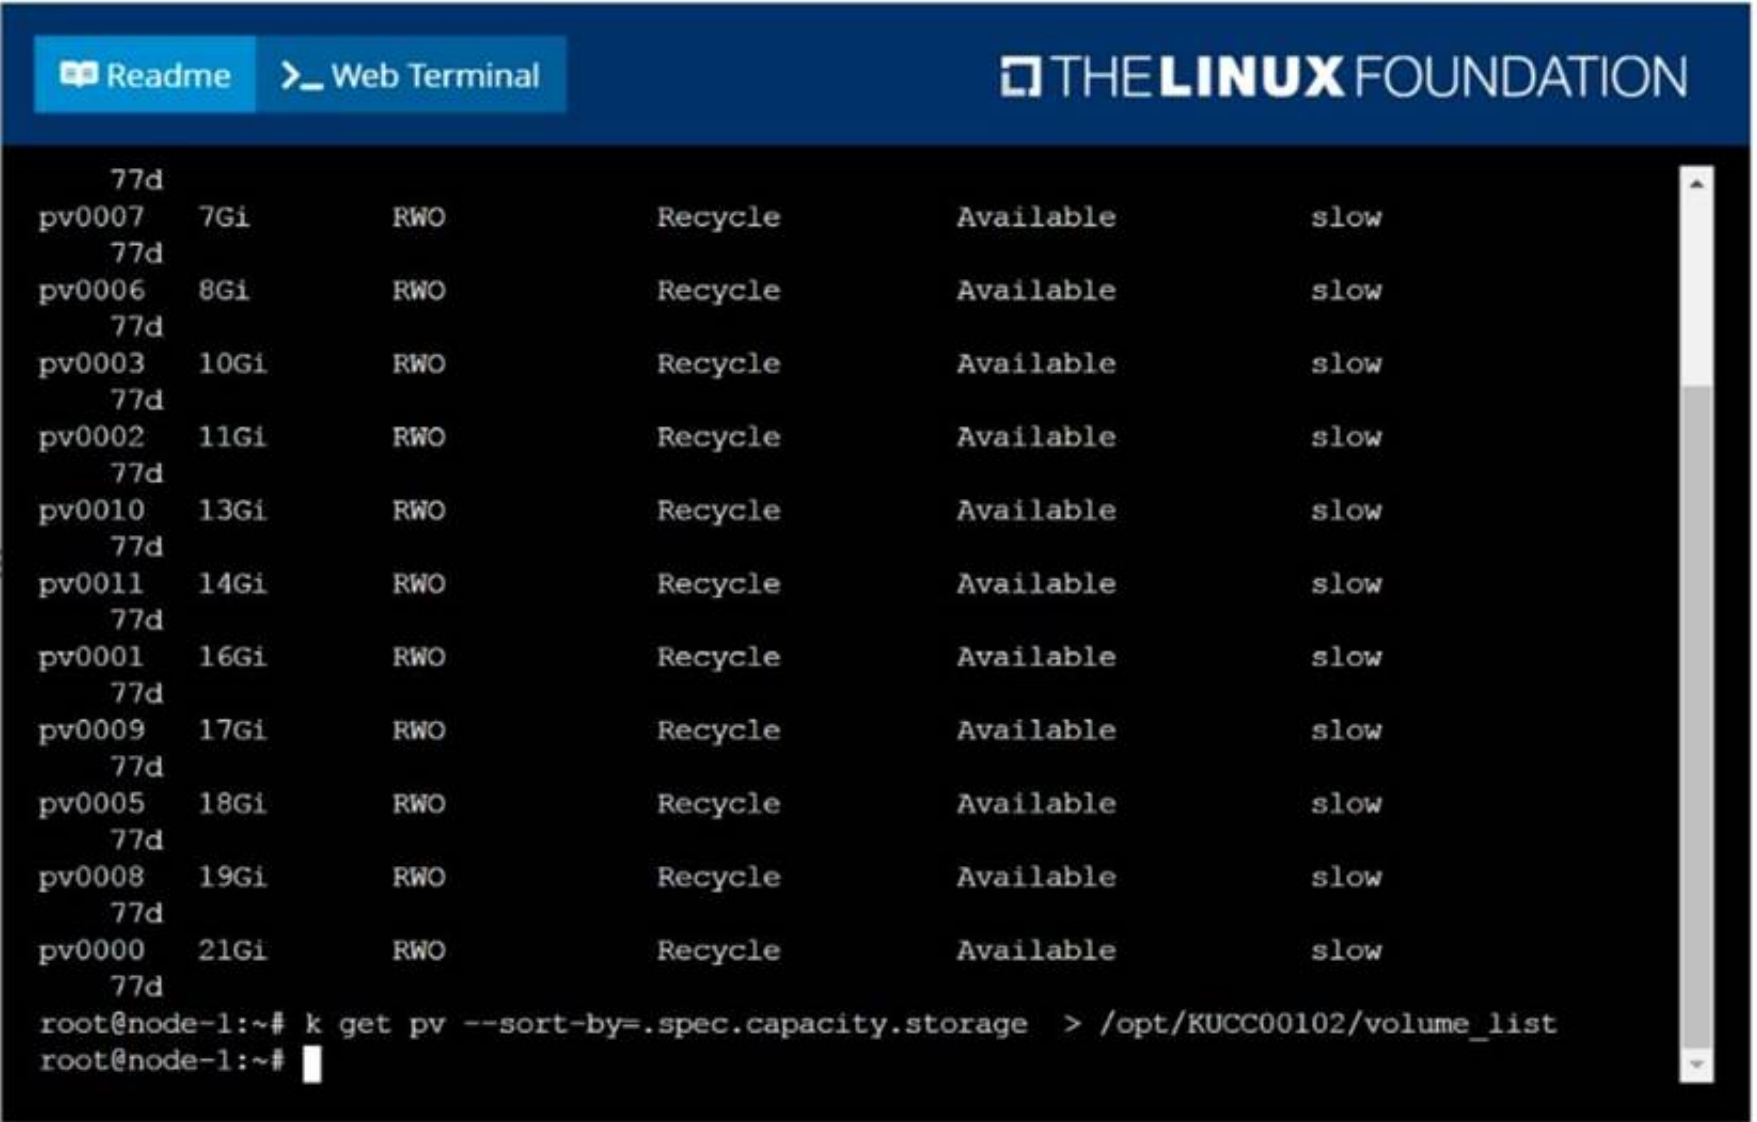 Readme >_ Web Terminal THE LINUX FOUNDATION
77d
pv0007 7Gi RWO Recycle Available slow
77d
pv0006 8Gi RWO Recycle Available slow
77d
pv0003 10Gi RWO Recycle Available slow
77d
pv0002 11Gi RWO Recycle Available slow
77d
pv0010 13Gi RWO Recycle Available slow
77d
pv0011 14Gi RWO Recycle Available slow
77d
pv0001 16Gi RWO Recycle Available slow
77d
pv0009 17Gi RWO Recycle Available slow
77d
pv0005 18Gi RWO Recycle Available slow
77d
pv0008 19Gi RWO Recycle Available slow
77d
pv0000 21Gi RWO Recycle Available slow
77d
root@node-1:~# k get pv --sort-by=.spec.capacity.storage > /opt/KUCC00102/volume_list
root@node-1:~#